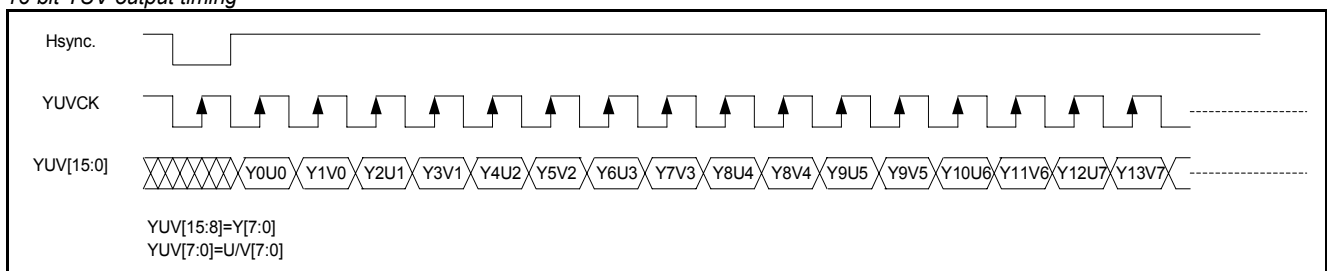 16-bit YUV output timing
Hsync.
YUVCK
YUV[15:0] Y0U0 Y1V0 Y2U1 Y3V1 Y4U2 Y5V2 Y6U3 Y7V3 Y8U4 Y8V4 Y9U5 Y9V5 Y10U6 Y11V6 Y12U7 Y13V7
YUV[15:8]=Y[7:0]
YUV[7:0]=U/V[7:0]